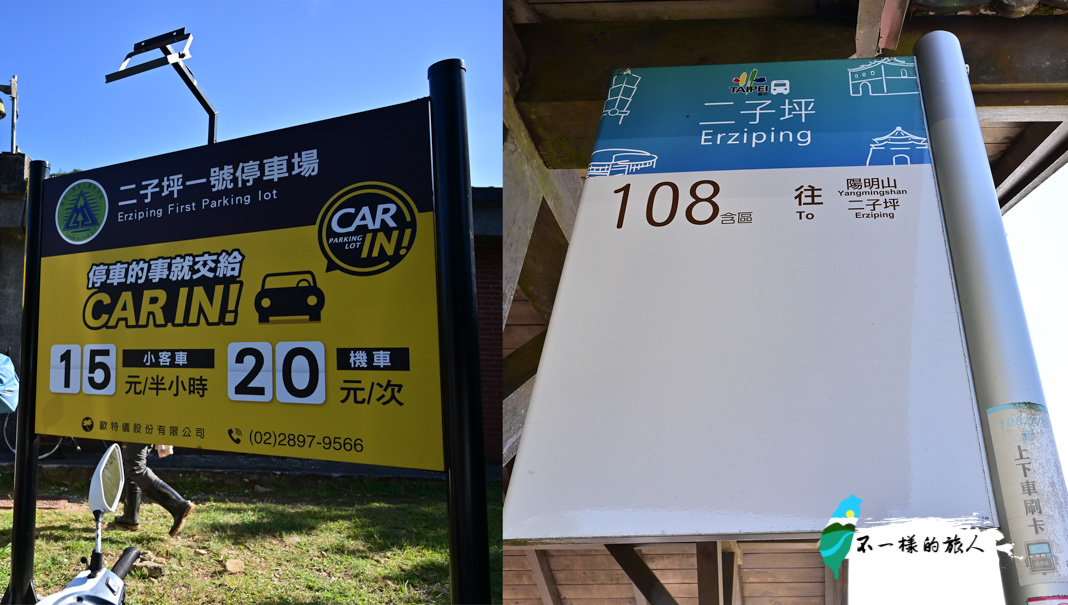 二子坪一號停車場
Erziping First Parking lot
CAR
PARKING LOT
IN!
停車的事就交給
CAR IN!
15 小客車 元/半小時
20 機車 元/次
歐特儀股份有限公司 (02)2897-9566
TAIPEI
二子坪
Erziping
108含區
往
To
陽明山
Yangmingshan
二子坪
Erziping
上下車刷卡
不一樣的旅人